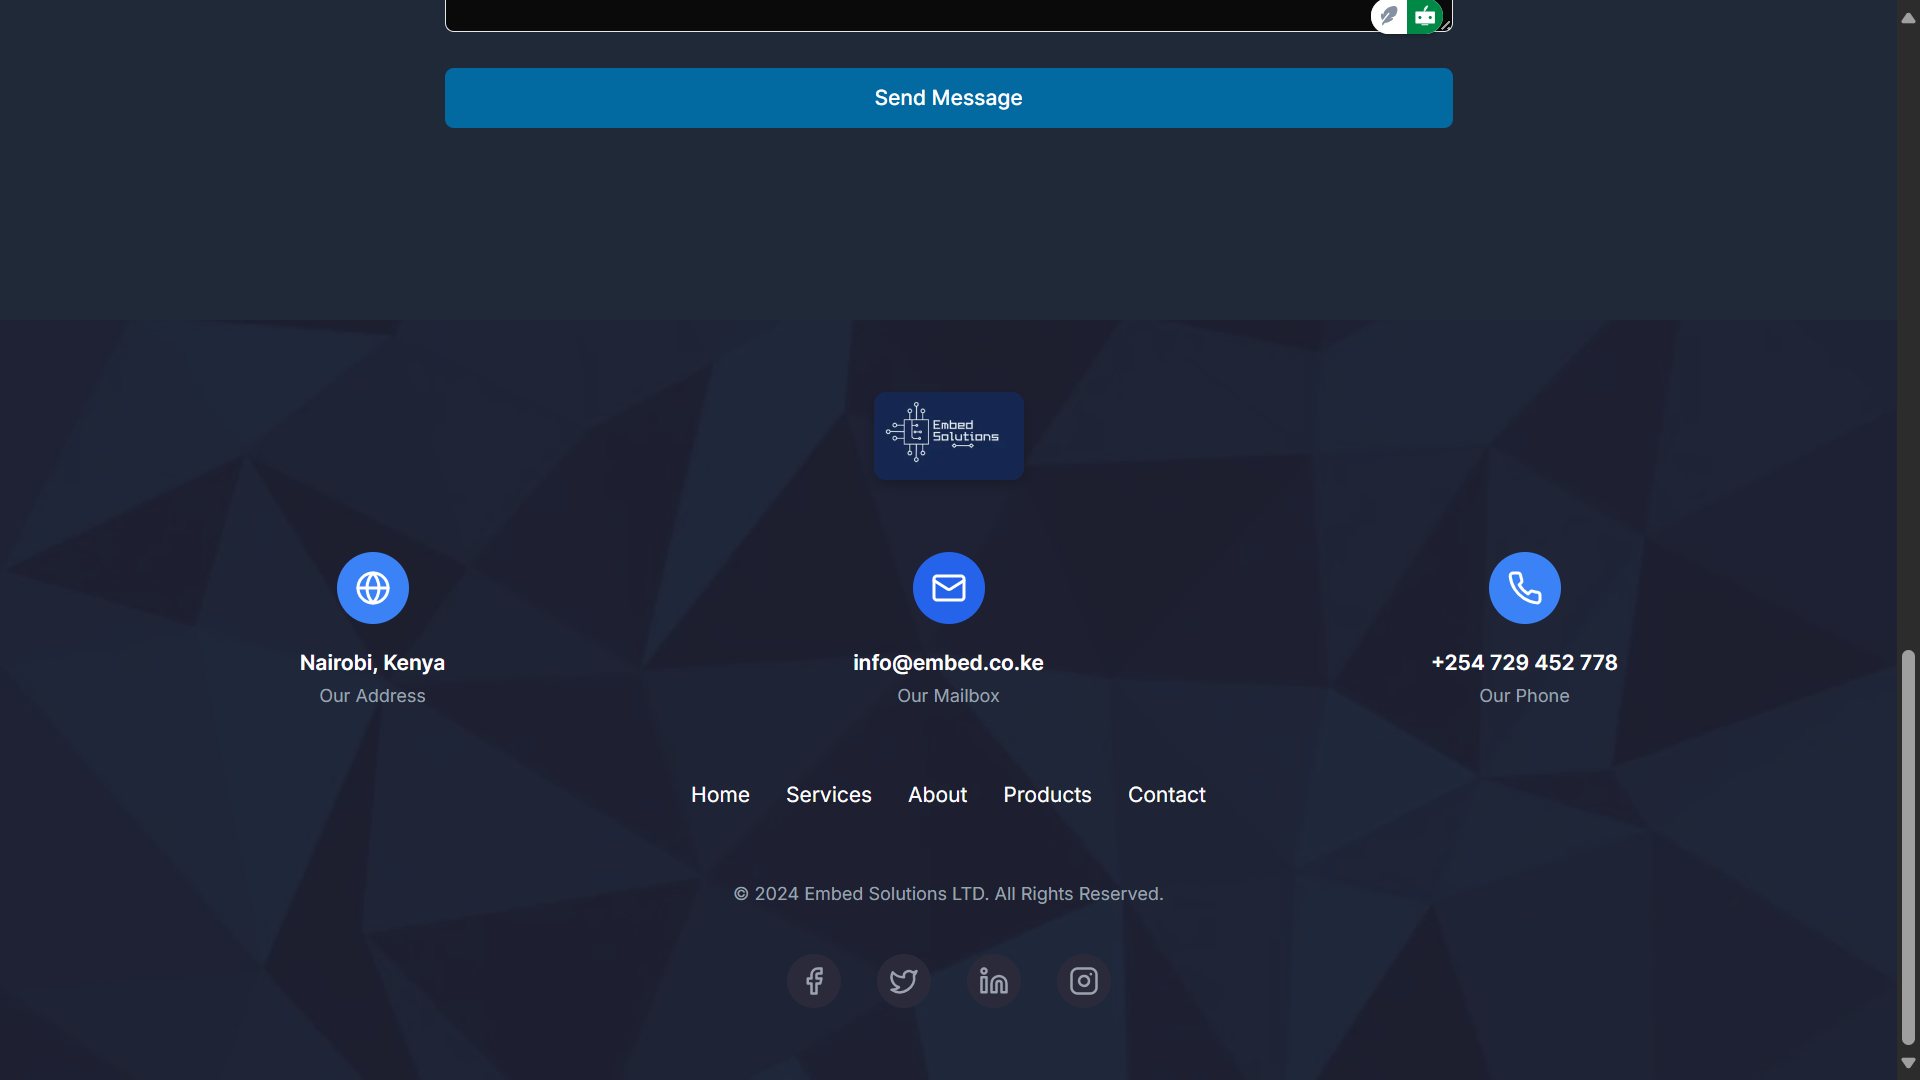 Send Message
Embed
Solutions
Nairobi, Kenya
Our Address
info@embed.co.ke
Our Mailbox
+254 729 452 778
Our Phone
Home Services About Products Contact
© 2024 Embed Solutions LTD. All Rights Reserved.